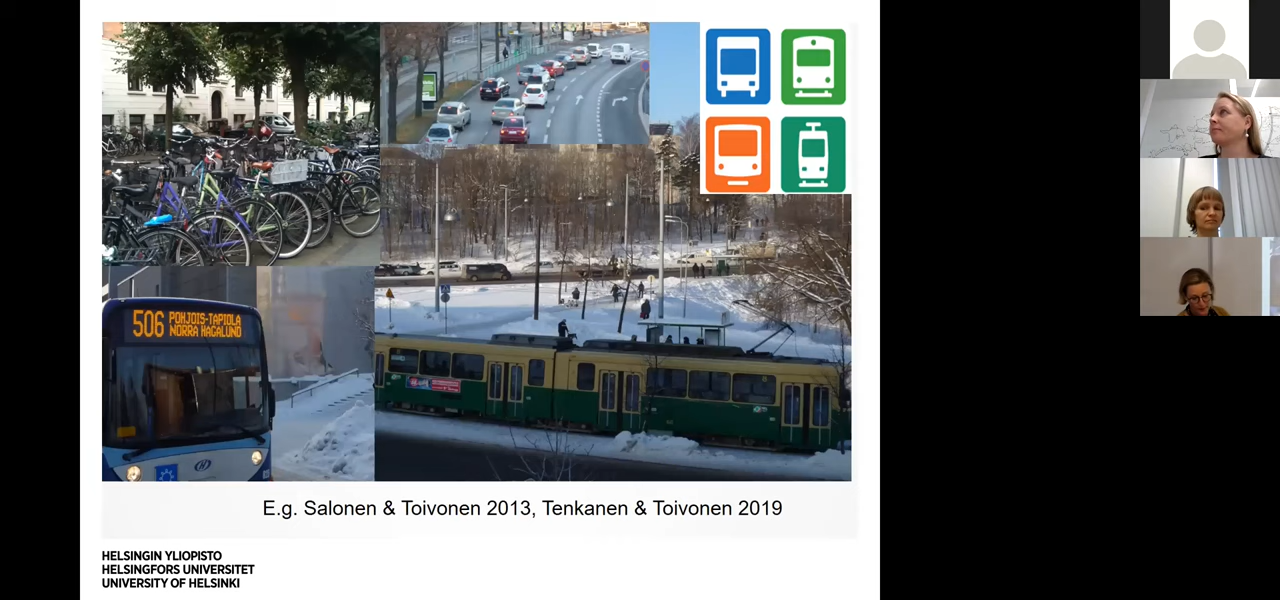 506 POHJOIS-TAPIOLA
NORRA HAGALUND
E.g. Salonen & Toivonen 2013, Tenkanen & Toivonen 2019
HELSINGIN YLIOPISTO
HELSINGFORS UNIVERSITET
UNIVERSITY OF HELSINKI